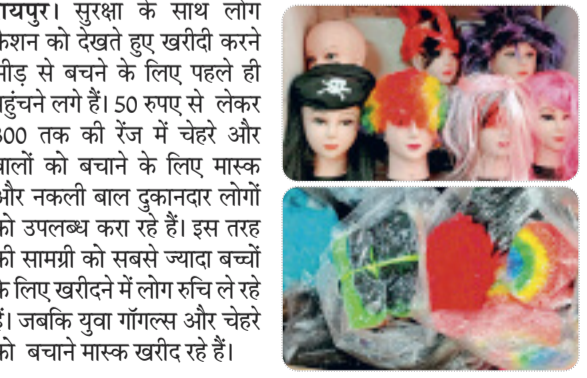 रायपुर। सुरक्षा के साथ लोग
फैशन को देखते हुए खरीदी करने
भीड़ से बचने के लिए पहले ही
पहुंचने लगे हैं। 50 रुपए से लेकर
300 तक की रेंज में चेहरे और
बालों को बचाने के लिए मास्क
और नकली बाल दुकानदार लोगों
को उपलब्ध करा रहे हैं। इस तरह
की सामग्री को सबसे ज्यादा बच्चों
के लिए खरीदने में लोग रुचि ले रहे
हैं। जबकि युवा गॉगल्स और चेहरे
को बचाने मास्क खरीद रहे हैं।